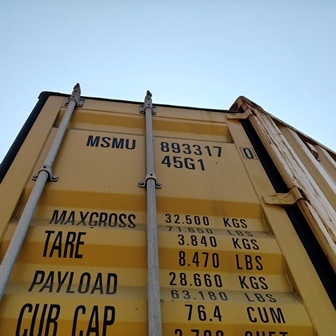 MSMU 893317 0
45G1
MAXGROSS 32.500 KGS
71.650 LBS
TARE 3.840 KGS
8.470 LBS
PAYLOAD 28.660 KGS
63.180 LBS
CUB CAP 76.4 CUM
CUFT